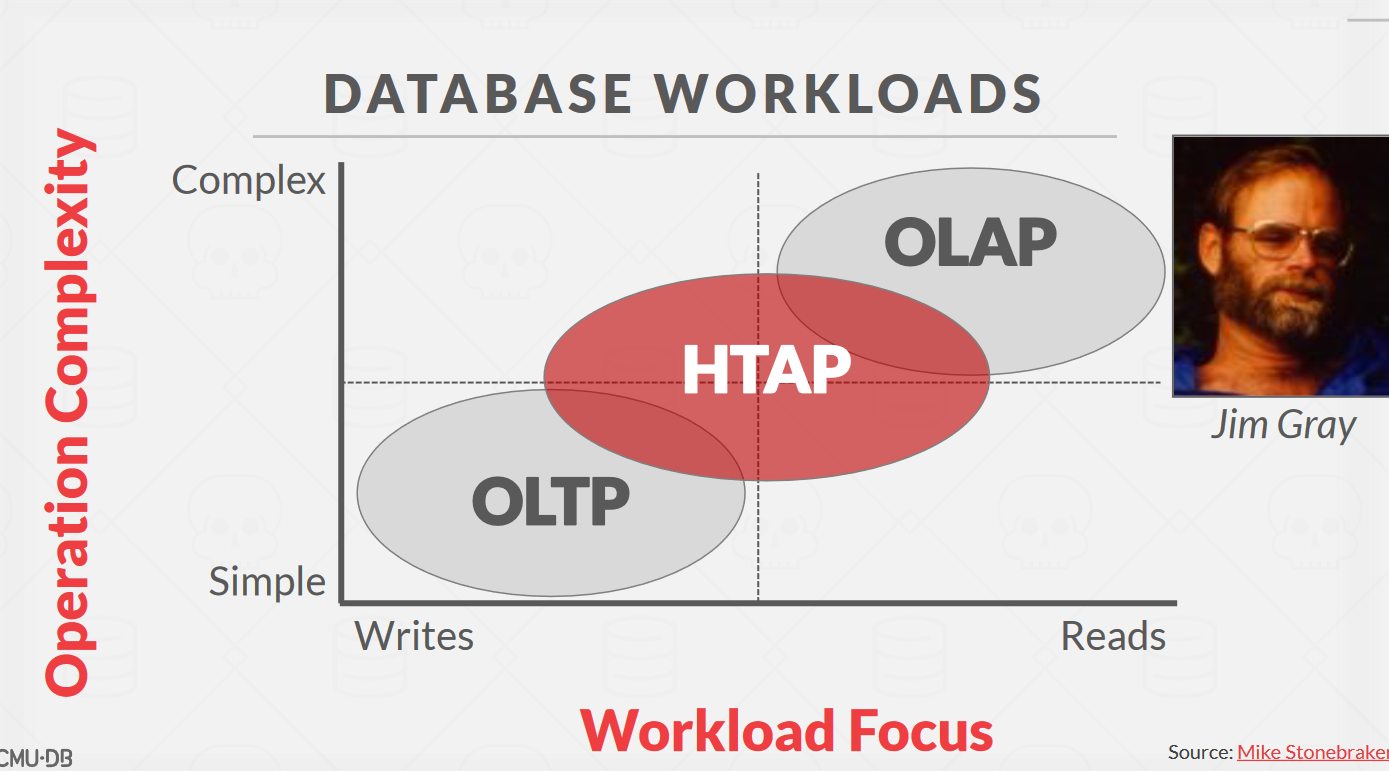 DATABASE WORKLOADS
Operation Complexity
Complex
OLAP
HTAP
Jim Gray
OLTP
Simple
Writes
Reads
Workload Focus
CMU·DB
Source: Mike Stonebraker